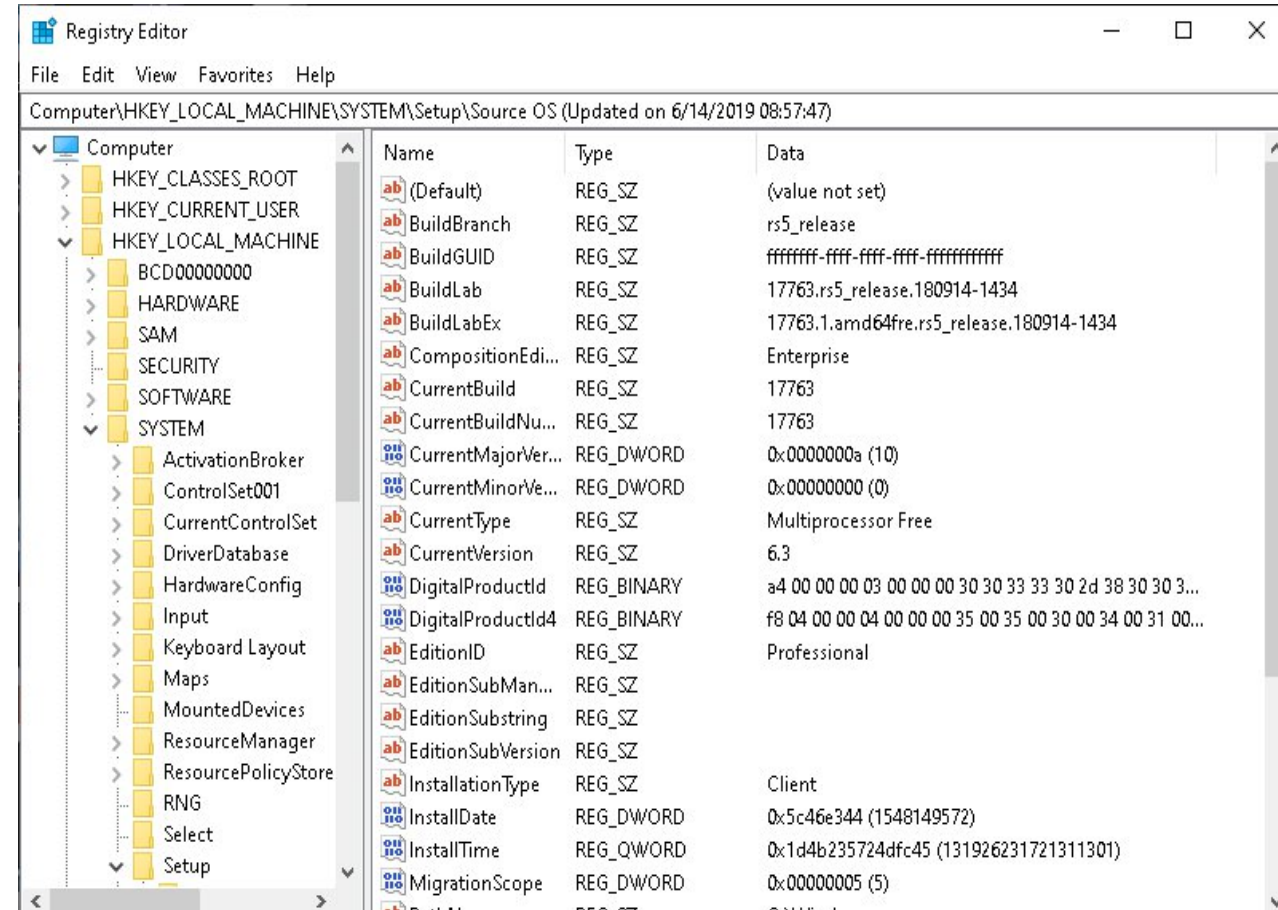 Registry Editor
File Edit View Favorites Help
Computer\HKEY_LOCAL_MACHINE\SYSTEM\Setup\Source OS (Updated on 6/14/2019 08:57:47)
Computer
HKEY_CLASSES_ROOT
HKEY_CURRENT_USER
HKEY_LOCAL_MACHINE
BCD00000000
HARDWARE
SAM
SECURITY
SOFTWARE
SYSTEM
ActivationBroker
ControlSet001
CurrentControlSet
DriverDatabase
HardwareConfig
Input
Keyboard Layout
Maps
MountedDevices
ResourceManager
ResourcePolicyStore
RNG
Select
Setup
Name Type Data
(Default) REG_SZ (value not set)
BuildBranch REG_SZ rs5_release
BuildGUID REG_SZ ffffffff-ffff-ffff-ffff-ffffffffffff
BuildLab REG_SZ 17763.rs5_release.180914-1434
BuildLabEx REG_SZ 17763.1.amd64fre.rs5_release.180914-1434
CompositionEdi... REG_SZ Enterprise
CurrentBuild REG_SZ 17763
CurrentBuildNu... REG_SZ 17763
CurrentMajorVer... REG_DWORD 0x0000000a (10)
CurrentMinorVe... REG_DWORD 0x00000000 (0)
CurrentType REG_SZ Multiprocessor Free
CurrentVersion REG_SZ 6.3
DigitalProductId REG_BINARY a4 00 00 00 03 00 00 00 30 30 33 33 30 2d 38 30 30 3...
DigitalProductId4 REG_BINARY f8 04 00 00 04 00 00 00 35 00 35 00 30 00 34 00 31 00...
EditionID REG_SZ Professional
EditionSubMan... REG_SZ
EditionSubstring REG_SZ
EditionSubVersion REG_SZ
InstallationType REG_SZ Client
InstallDate REG_DWORD 0x5c46e344 (1548149572)
InstallTime REG_QWORD 0x1d4b235724dfc45 (131926231721311301)
MigrationScope REG_DWORD 0x00000005 (5)